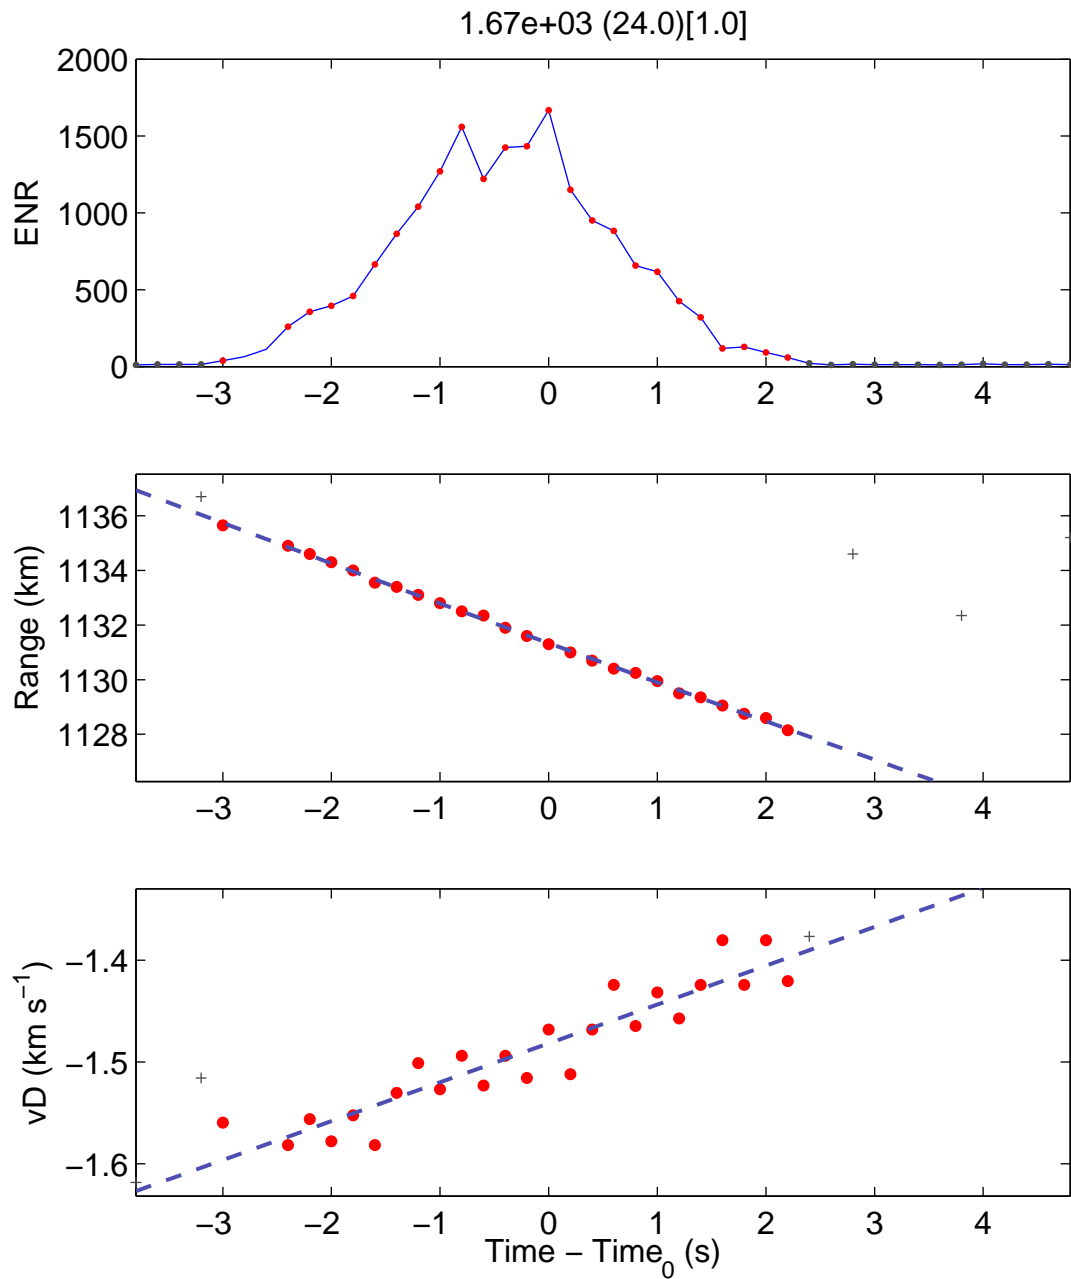 1.67e+03 (24.0)[1.0]
2000
1500
1000
500
0
ENR
−3 −2 −1 0 1 2 3 4
1136
1134
1132
1130
1128
Range (km)
−3 −2 −1 0 1 2 3 4
−1.4
−1.5
−1.6
vD (km s−1)
−3 −2 −1 0 1 2 3 4
Time − Time0 (s)